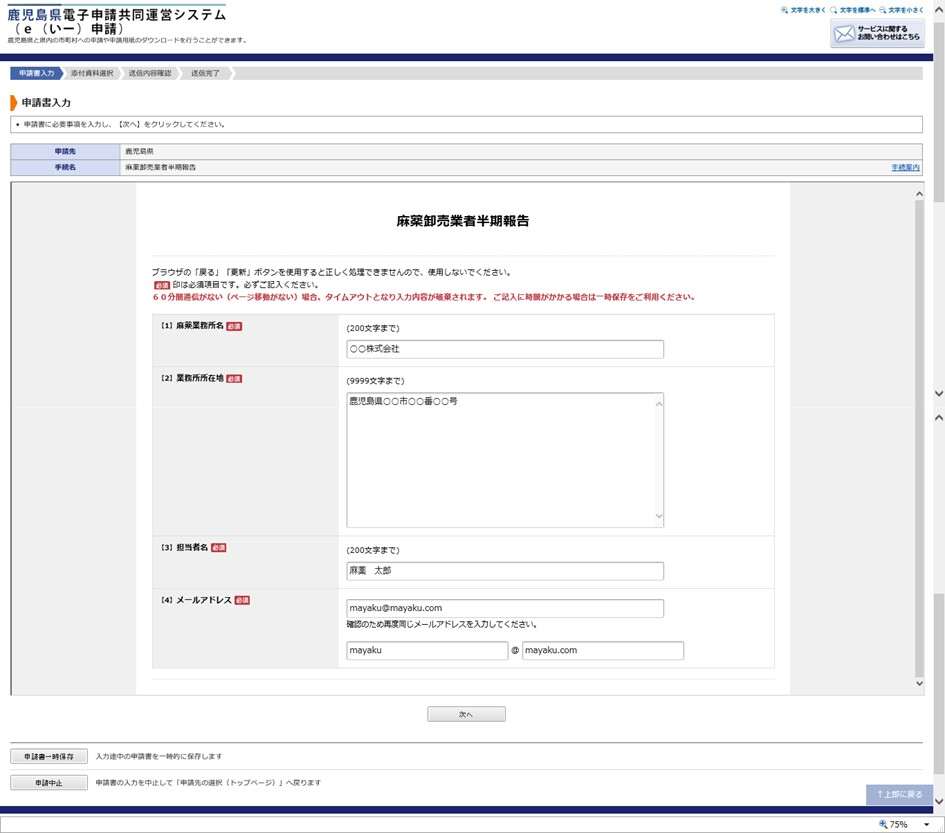 鹿児島県電子申請共同運営システム
（ｅ（いー）申請）
鹿児島県と県内の市町村への申請や申請用紙のダウンロードを行うことができます。
文字を大きく 文字を標準へ 文字を小さく
サービスに関する
お問い合わせはこちら
申請書入力 添付資料選択 送信内容確認 送信完了
申請書入力
• 申請書に必要事項を入力し、【次へ】をクリックしてください。
申請先 鹿児島県
手続名 麻薬卸売業者半期報告 手続案内
麻薬卸売業者半期報告
ブラウザの「戻る」「更新」ボタンを使用すると正しく処理できませんので、使用しないでください。
必須 印は必須項目です。必ずご記入ください。
６０分間通信がない（ページ移動がない）場合、タイムアウトとなり入力内容が破棄されます。 ご記入に時間がかかる場合は一時保存をご利用ください。
【1】麻薬業務所名 必須
(200文字まで)
○○株式会社
【2】業務所所在地 必須
(9999文字まで)
鹿児島県○○市○○番○○号
【3】担当者名 必須
(200文字まで)
麻薬　太郎
【4】メールアドレス 必須
mayaku@mayaku.com
確認のため再度同じメールアドレスを入力してください。
mayaku @ mayaku.com
次へ
申請書一時保存 入力途中の申請書を一時的に保存します
申請中止 申請書の入力を中止して「申請先の選択（トップページ）」へ戻ります
↑上部に戻る
75%